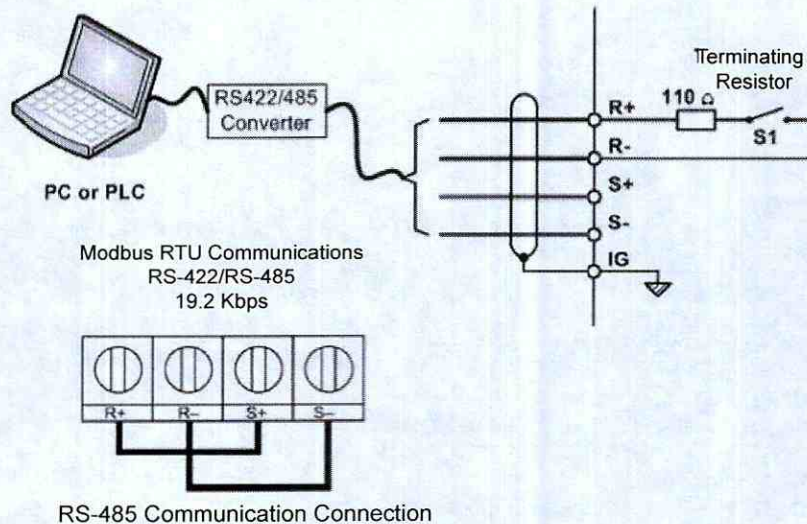 Terminating
Resistor
RS422/485
Converter
R+
110 Ω
S1
R-
S+
S-
IG
PC or PLC
Modbus RTU Communications
RS-422/RS-485
19.2 Kbps
R+ R- S+ S-
RS-485 Communication Connection